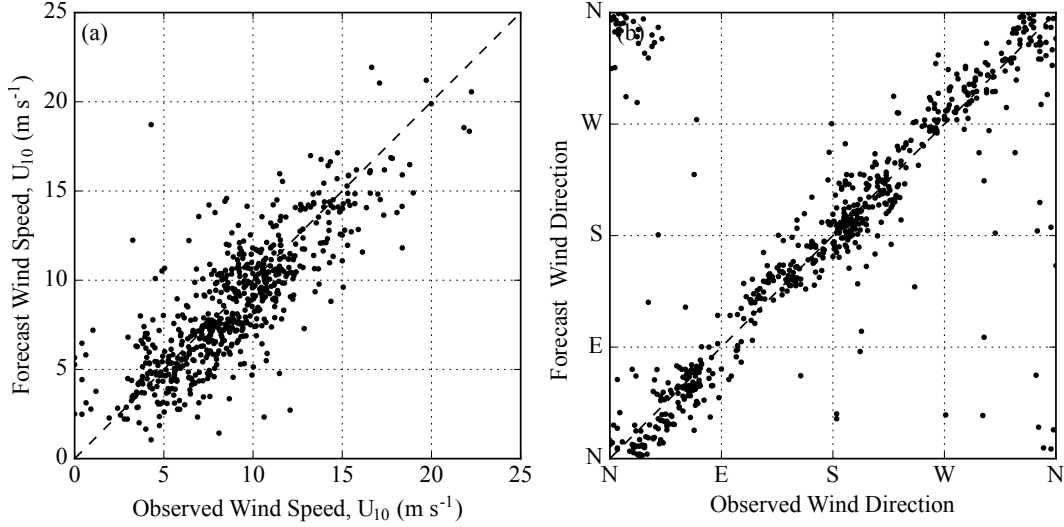 (a)
25
20
15
10
5
0
0 5 10 15 20 25
Forecast Wind Speed, U10 (m s-1)
Observed Wind Speed, U10 (m s-1)
(b)
N
W
S
E
N
N E S W N
Forecast Wind Direction
Observed Wind Direction